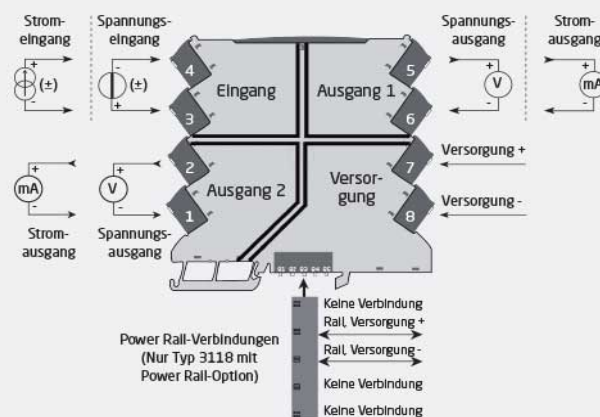 Strom-
eingang
Spannungs-
eingang
Spannungs-
ausgang
Strom-
ausgang
+
(±)
-
-
(±)
+
4
3
Eingang
Ausgang 1
5
6
+
V
-
+
mA
-
+
mA
-
+
V
-
2
1
Ausgang 2
Versor-
gung
7
8
Versorgung +
Versorgung -
Strom-
ausgang
Spannungs-
ausgang
Power Rail-Verbindungen
(Nur Typ 3118 mit
Power Rail-Option)
Keine Verbindung
Rail, Versorgung +
Rail, Versorgung -
Keine Verbindung
Keine Verbindung